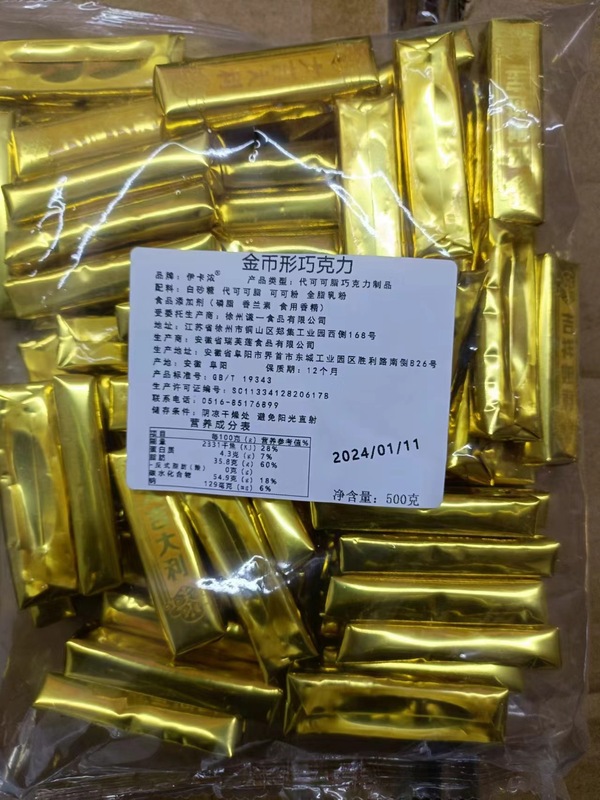 金币形巧克力
品牌：伊卡浓® 产品类型：代可可脂巧克力制品
配料：白砂糖 代可可脂 可可粉 全脂乳粉
食品添加剂（磷脂 香兰素 食用香精）
受委托生产商：徐州谦一食品有限公司
地址：江苏省徐州市铜山区郑集工业园西侧168号
生产商：安徽省瑞芙莲食品有限公司
生产地址：安徽省阜阳市界首市东城工业园区胜利路南侧826号
产地：安徽 阜阳 保质期：12个月
产品标准号：GB/T 19343
生产许可证编号：SC11334128206178
联系电话：0516-85176899
储存条件：阴凉干燥处 避免阳光直射
营养成分表
项目 每100克(g) 营养参考值%
能量 2331千焦(kJ) 28%
蛋白质 4.3克(g) 7%
脂肪 35.8克(g) 60%
-反式脂肪(酸) 0克(g)
碳水化合物 54.9克(g) 18%
钠 129毫克(mg) 6%
2024/01/11
净含量：500克
大利